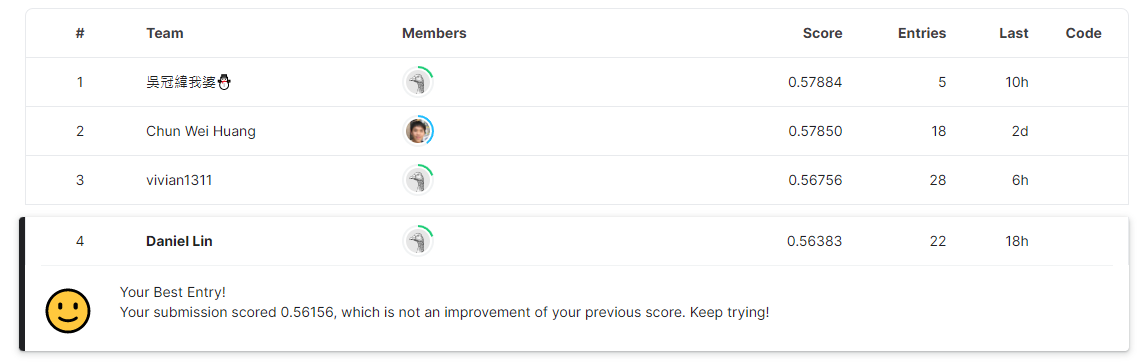 # Team Members Score Entries Last Code
1 吳冠緯我婆⛄ 0.57884 5 10h
2 Chun Wei Huang 0.57850 18 2d
3 vivian1311 0.56756 28 6h
4 Daniel Lin 0.56383 22 18h
Your Best Entry!
Your submission scored 0.56156, which is not an improvement of your previous score. Keep trying!